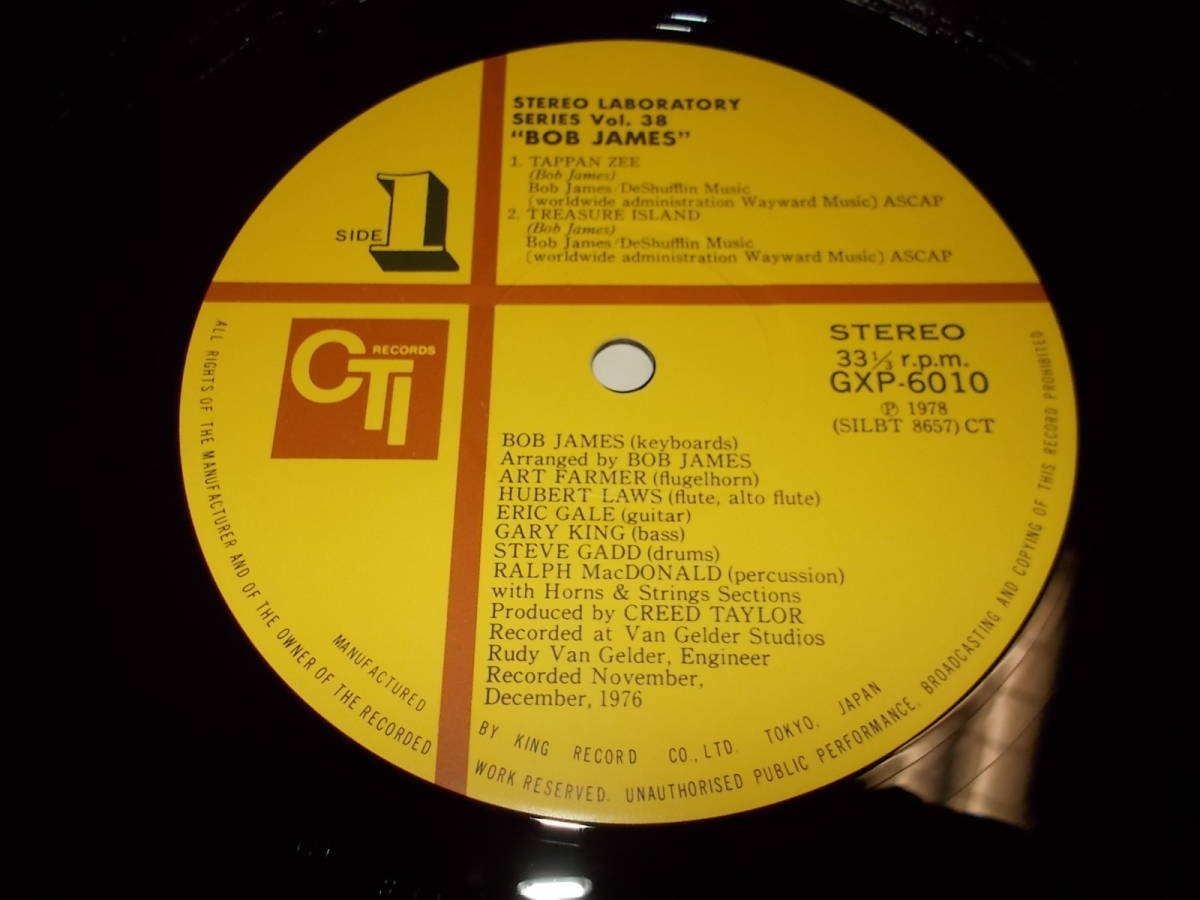 STEREO LABORATORY
SERIES Vol. 38
"BOB JAMES"
1. TAPPAN ZEE
(Bob James)
Bob James/DeShufflin Music
(worldwide administration Wayward Music) ASCAP
2. TREASURE ISLAND
(Bob James)
Bob James/DeShufflin Music
(worldwide administration Wayward Music) ASCAP
SIDE 1
CTI RECORDS
STEREO
33 1/3 r.p.m.
GXP-6010
Ⓟ 1978
(SILBT 8657) CT
BOB JAMES (keyboards)
Arranged by BOB JAMES
ART FARMER (flugelhorn)
HUBERT LAWS (flute, alto flute)
ERIC GALE (guitar)
GARY KING (bass)
STEVE GADD (drums)
RALPH MacDONALD (percussion)
with Horns & Strings Sections
Produced by CREED TAYLOR
Recorded at Van Gelder Studios
Rudy Van Gelder, Engineer
Recorded November,
December, 1976
MANUFACTURED BY KING RECORD CO., LTD. TOKYO, JAPAN
ALL RIGHTS OF THE MANUFACTURER AND OF THE OWNER OF THE RECORDED WORK RESERVED. UNAUTHORISED PUBLIC PERFORMANCE, BROADCASTING AND COPYING OF THIS RECORD PROHIBITED